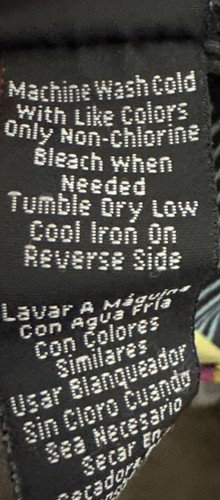 Machine Wash Cold
With Like Colors
Only Non-Chlorine
Bleach When
Needed
Tumble Dry Low
Cool Iron On
Reverse Side
Lavar A Máquina
Con Agua Fría
Con Colores
Similares
Usar Blanqueador
Sin Cloro Cuando
Sea Necesario
Secar En